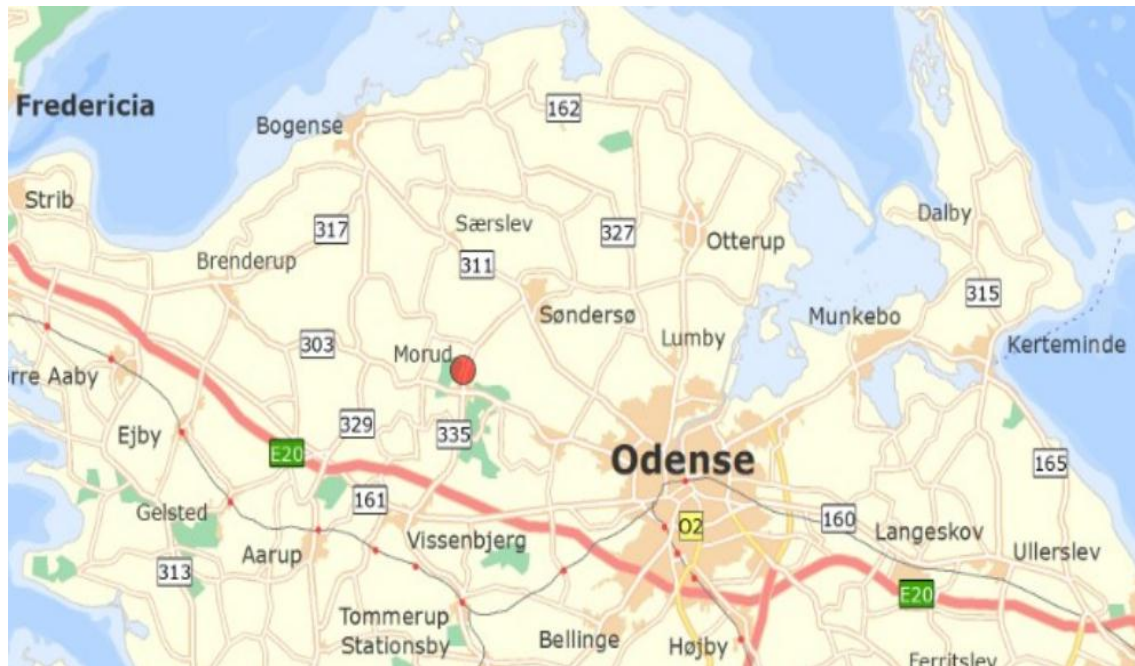 Fredericia
162
Bogense
Strib
Dalby
Særslev
317
327
Otterup
Brenderup
311
315
Søndersø
Munkebo
Lumby
303
Kerteminde
Morud
rre Aaby
329
Ejby
335
E20
Odense
165
161
Gelsted
O2
160
Langeskov
Vissenbjerg
Aarup
Ullerslev
313
E20
Tommerup
Stationsby
Bellinge
Højby
Ferritslev